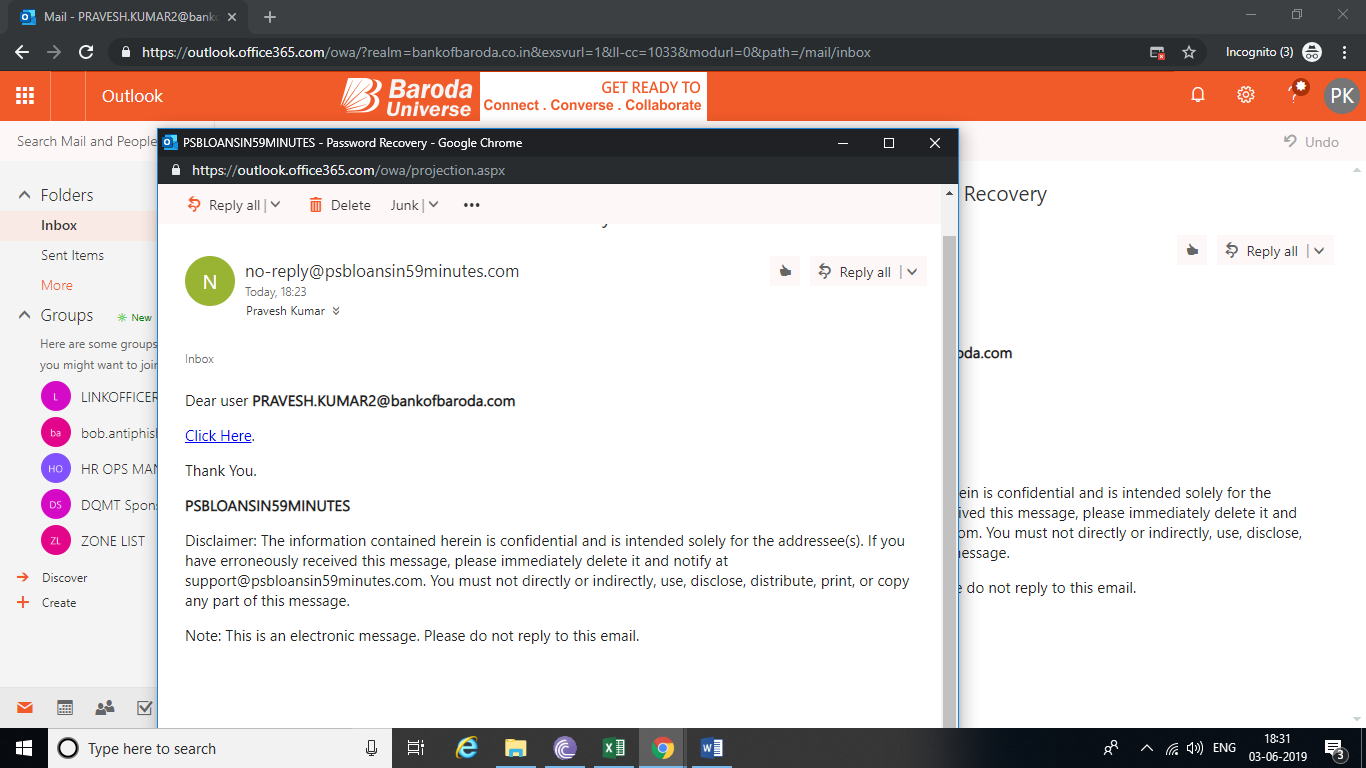 Mail - PRAVESH.KUMAR2@bank
https://outlook.office365.com/owa/?realm=bankofbaroda.co.in&exsvurl=1&ll-cc=1033&modurl=0&path=/mail/inbox
Incognito (3)
Outlook
Baroda
Universe
GET READY TO
Connect . Converse . Collaborate
PK
Search Mail and People
Undo
PSBLOANSIN59MINUTES - Password Recovery - Google Chrome
https://outlook.office365.com/owa/projection.aspx
Reply all
Delete
Junk
Folders
Inbox
Sent Items
More
Groups
New
Here are some groups
you might want to join
L
LINKOFFICER
ba
bob.antiphish
HO
HR OPS MAN
DS
DQMT Spons
ZL
ZONE LIST
Discover
Create
N
no-reply@psbloansin59minutes.com
Today, 18:23
Pravesh Kumar
Reply all
Inbox
Dear user PRAVESH.KUMAR2@bankofbaroda.com
Click Here.
Thank You.
PSBLOANSIN59MINUTES
Disclaimer: The information contained herein is confidential and is intended solely for the addressee(s). If you
have erroneously received this message, please immediately delete it and notify at
support@psbloansin59minutes.com. You must not directly or indirectly, use, disclose, distribute, print, or copy
any part of this message.
Note: This is an electronic message. Please do not reply to this email.
Recovery
Reply all
oda.com
ein is confidential and is intended solely for the
ived this message, please immediately delete it and
om. You must not directly or indirectly, use, disclose,
nessage.
e do not reply to this email.
Type here to search
ENG
18:31
03-06-2019
3